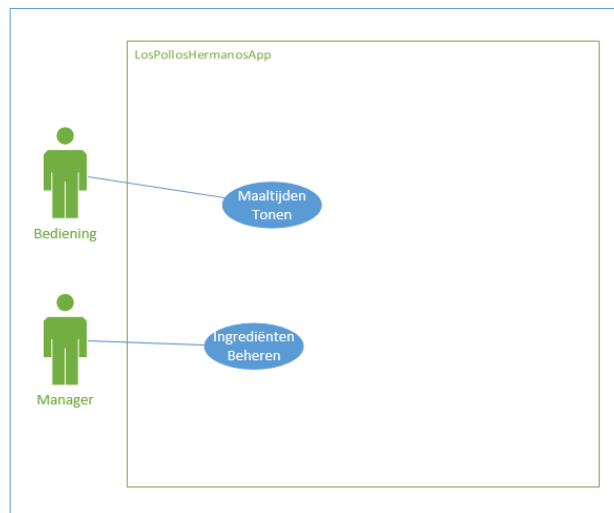 LosPollosHermanosApp
Maaltijden
Tonen
Bediening
Ingrediënten
Beheren
Manager